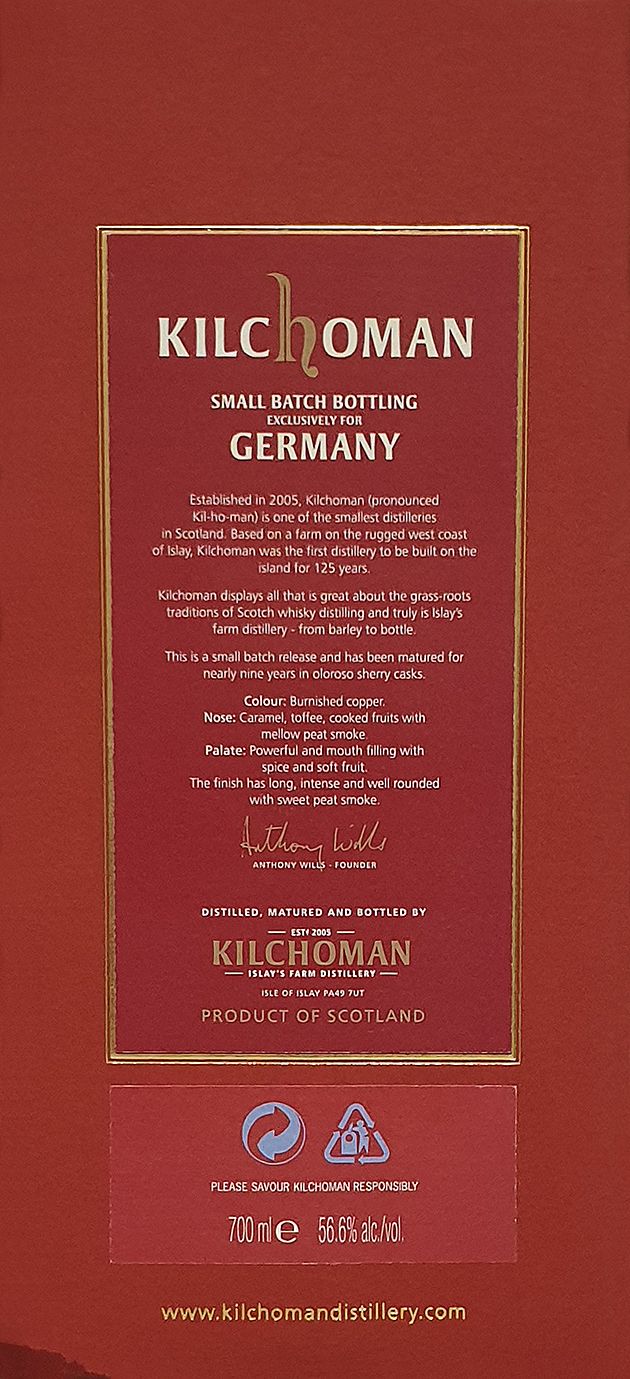 KILCHOMAN
SMALL BATCH BOTTLING
EXCLUSIVELY FOR
GERMANY
Established in 2005, Kilchoman (pronounced
Kil-ho-man) is one of the smallest distilleries
in Scotland. Based on a farm on the rugged west coast
of Islay, Kilchoman was the first distillery to be built on the
island for 125 years.
Kilchoman displays all that is great about the grass-roots
traditions of Scotch whisky distilling and truly is Islay's
farm distillery - from barley to bottle.
This is a small batch release and has been matured for
nearly nine years in oloroso sherry casks.
Colour: Burnished copper.
Nose: Caramel, toffee, cooked fruits with
mellow peat smoke.
Palate: Powerful and mouth filling with
spice and soft fruit.
The finish has long, intense and well rounded
with sweet peat smoke.
Anthony Wills
ANTHONY WILLS - FOUNDER
DISTILLED, MATURED AND BOTTLED BY
ESTd 2005
KILCHOMAN
ISLAY'S FARM DISTILLERY
ISLE OF ISLAY PA49 7UT
PRODUCT OF SCOTLAND
PLEASE SAVOUR KILCHOMAN RESPONSIBLY
700 ml e 56.6% alc./vol.
www.kilchomandistillery.com